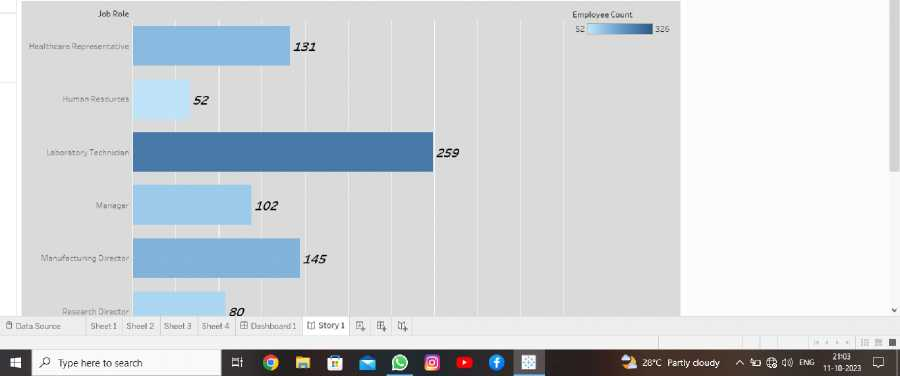 Job Role
Employee Count
52 326
Healthcare Representative 131
Human Resources 52
Laboratory Technician 259
Manager 102
Manufacturing Director 145
Research Director 80
Data Source Sheet 1 Sheet 2 Sheet 3 Sheet 4 Dashboard 1 Story 1
Type here to search
28°C Partly cloudy
ENG
21:03
11-10-2023